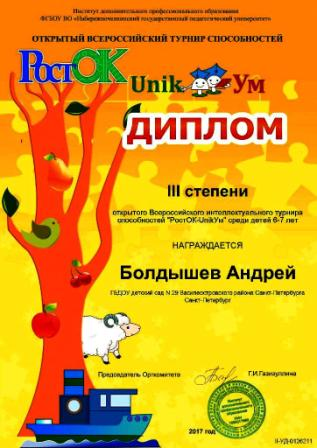 Институт дополнительного профессионального образования
ФГБОУ ВО «Набережночелнинский государственный педагогический университет»
ОТКРЫТЫЙ ВСЕРОССИЙСКИЙ ТУРНИР СПОСОБНОСТЕЙ
РостОК
Unik Ум
ДИПЛОМ
III степени
открытого Всероссийского интеллектуального турнира
способностей "РостОК-UnikУм" среди детей 6-7 лет
НАГРАЖДАЕТСЯ
Болдышев Андрей
ГБДОУ детский сад N 29 Василеостровского района Санкт-Петербурга
Санкт-Петербург
Председатель Оргкомитета
Г.И.Газизуллина
2017 год
II-УД-0126211